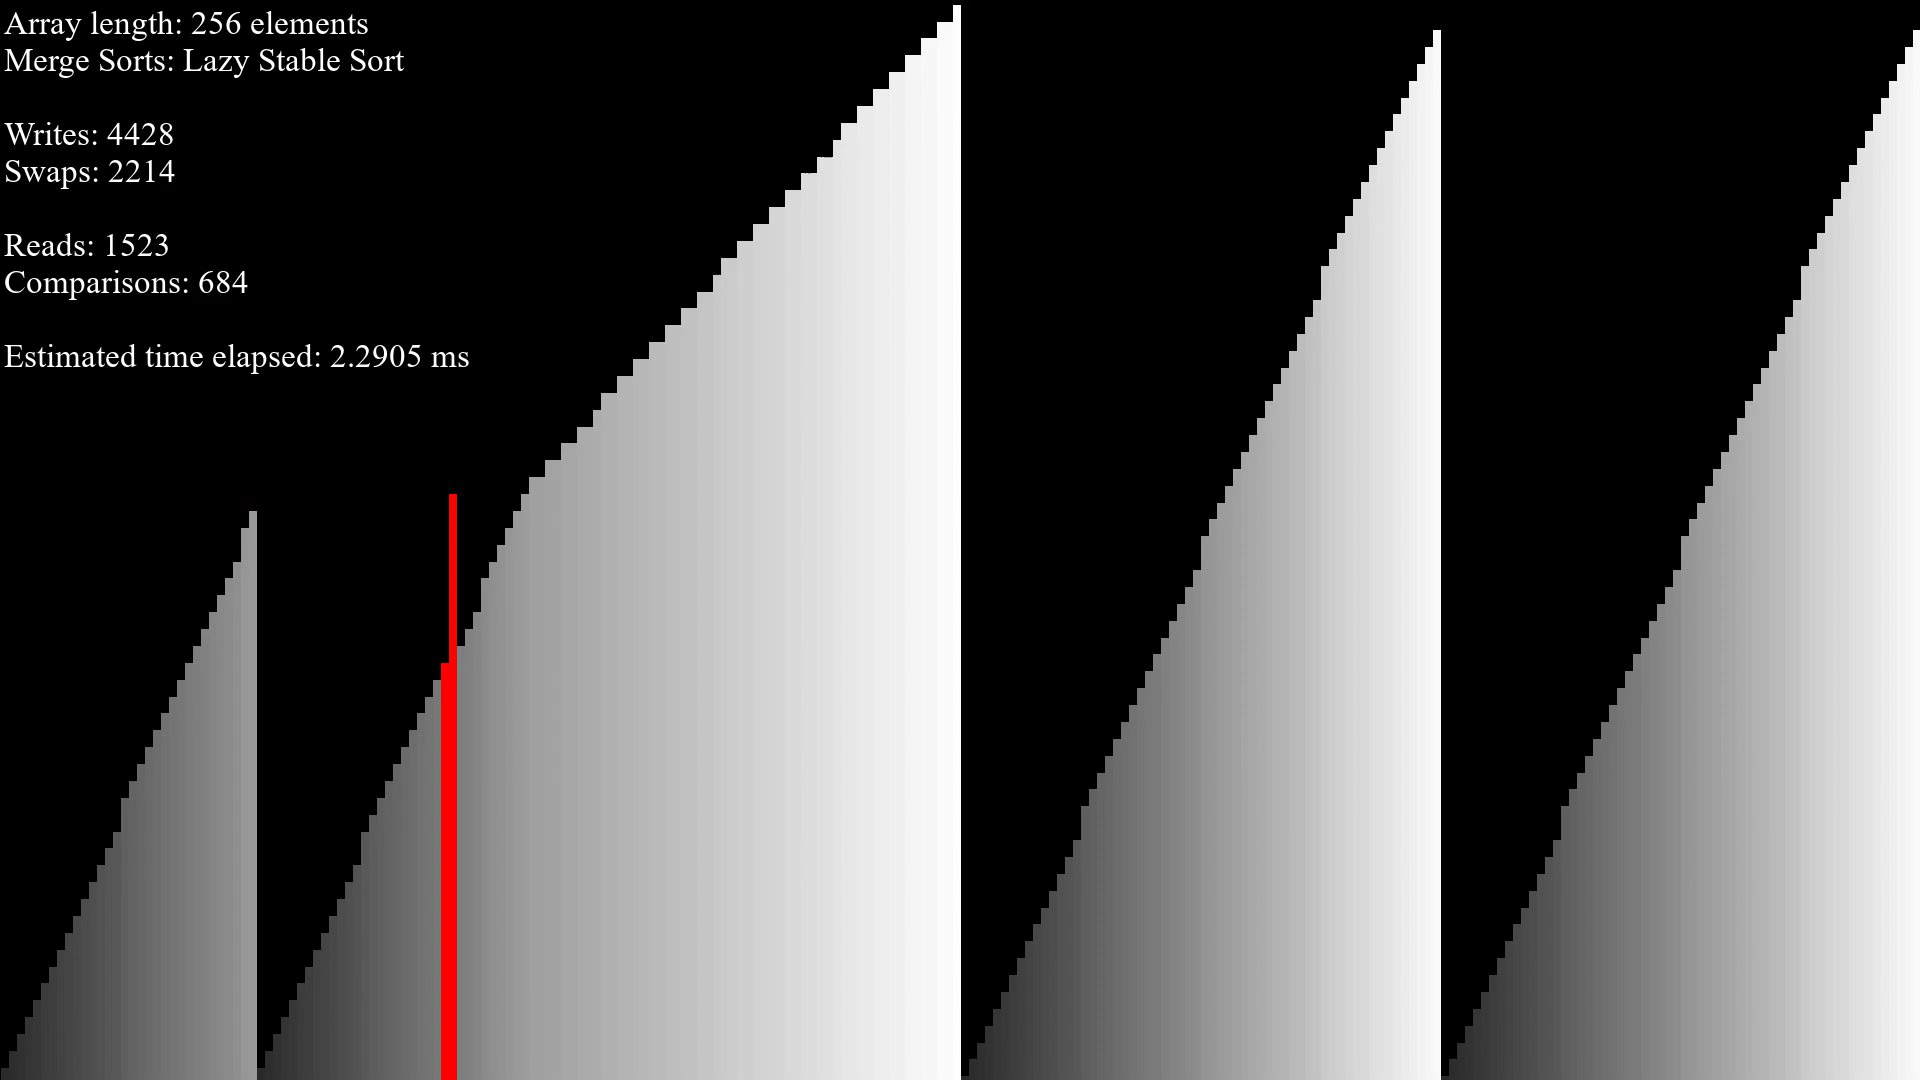 Array length: 256 elements
Merge Sorts: Lazy Stable Sort
Writes: 4428
Swaps: 2214
Reads: 1523
Comparisons: 684
Estimated time elapsed: 2.2905 ms